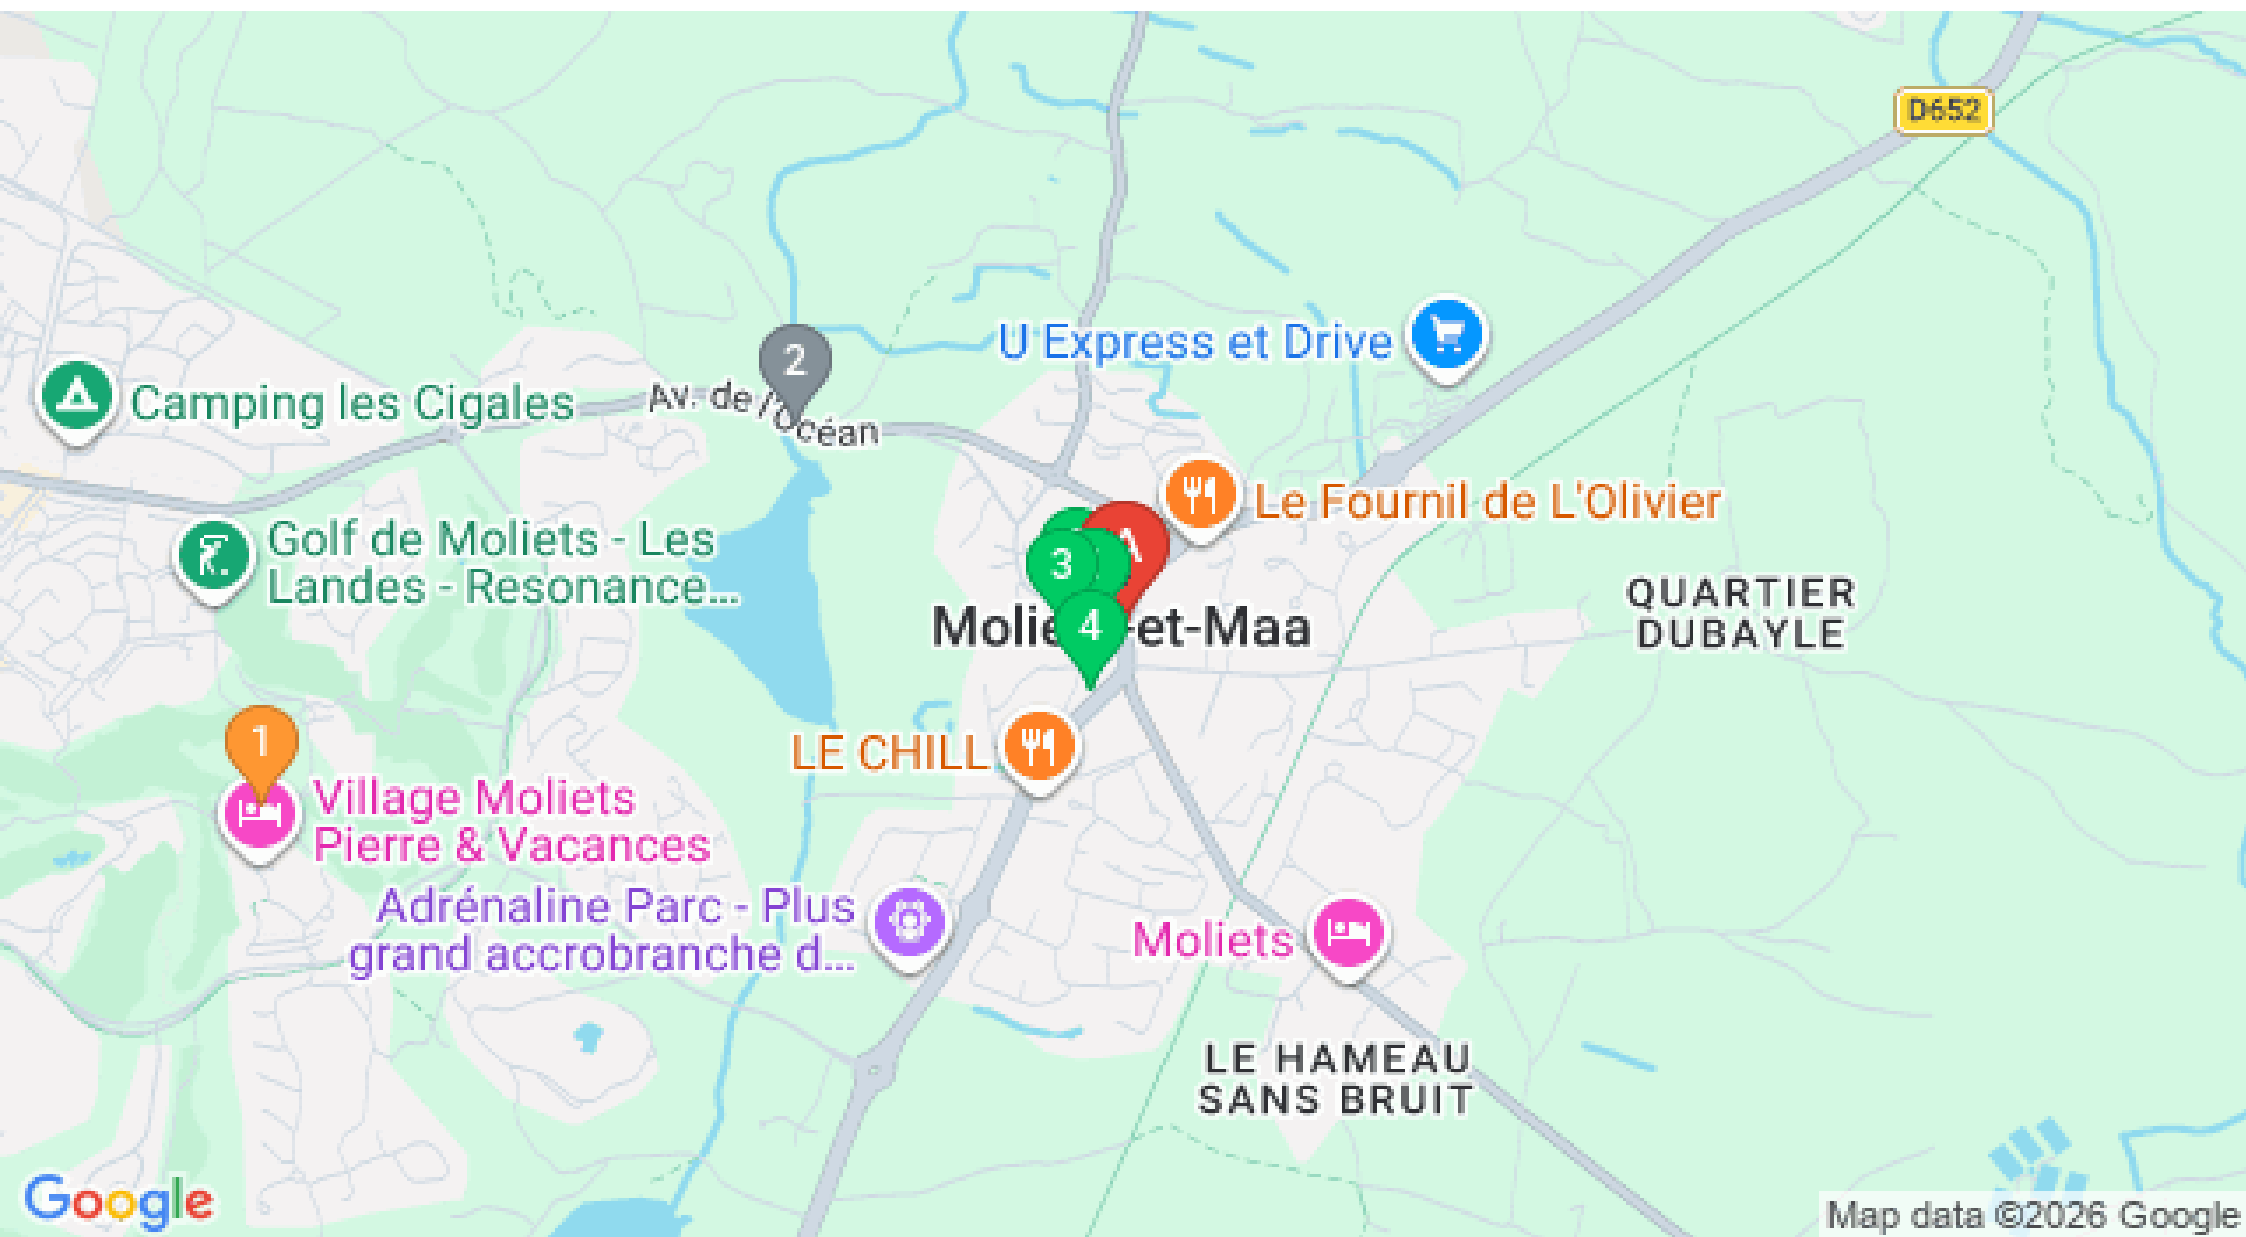 D652
2
U Express et Drive
Camping les Cigales
Av. de l'Océan
Le Fournil de L'Olivier
Golf de Moliets - Les
Landes - Resonance...
A
3
QUARTIER
DUBAYLE
4
-et-Maa
LE CHILL
1
Village Moliets
Pierre & Vacances
Adrénaline Parc - Plus
grand accrobranche d...
Moliets
LE HAMEAU
SANS BRUIT
Google
Map data ©2026 Google